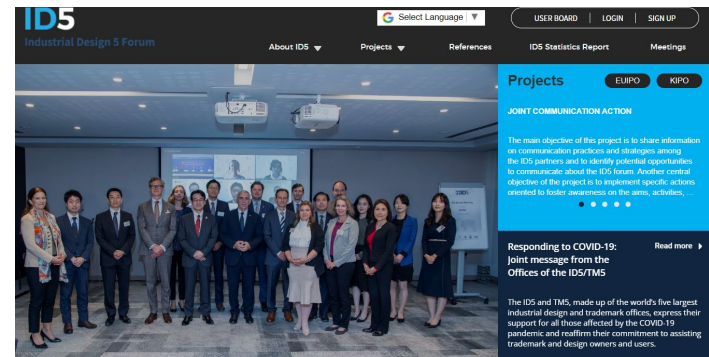 ID5
Industrial Design 5 Forum
G Select Language ▼
USER BOARD | LOGIN | SIGN UP
About ID5 ▼ Projects ▼ References ID5 Statistics Report Meetings
Projects EUIPO KIPO
JOINT COMMUNICATION ACTION
The main objective of this project is to share information
on communication practices and strategies among
the ID5 partners and to identify potential opportunities
to communicate about the ID5 forum. Another central
objective of the project is to implement specific actions
oriented to foster awareness on the aims, activities, ...
Responding to COVID-19: Read more
Joint message from the
Offices of the ID5/TM5
The ID5 and TM5, made up of the world's five largest
industrial design and trademark offices, express their
support for all those affected by the COVID-19
pandemic and reaffirm their commitment to assisting
trademark and design owners and users.